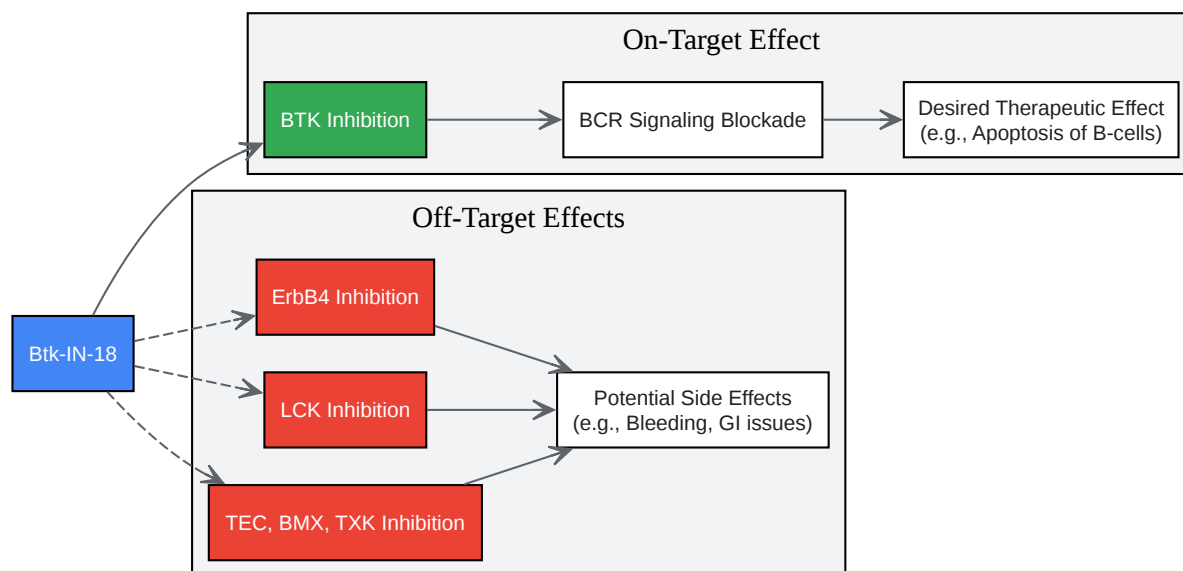 On-Target Effect
BTK Inhibition
BCR Signaling Blockade
Desired Therapeutic Effect
(e.g., Apoptosis of B-cells)
Off-Target Effects
ErbB4 Inhibition
Btk-IN-18
LCK Inhibition
Potential Side Effects
(e.g., Bleeding, GI issues)
TEC, BMX, TXK Inhibition